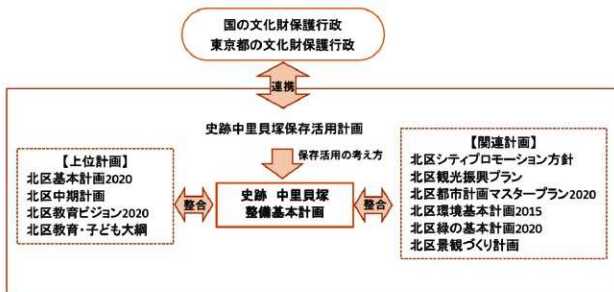 国の文化財保護行政
東京都の文化財保護行政
連携
史跡中里貝塚保存活用計画
保存活用の考え方
【上位計画】
北区基本計画2020
北区中期計画
北区教育ビジョン2020
北区教育・子ども大綱
整合
史跡 中里貝塚
整備基本計画
整合
【関連計画】
北区シティプロモーション方針
北区観光振興プラン
北区都市計画マスタープラン2020
北区環境基本計画2015
北区緑の基本計画2020
北区景観づくり計画